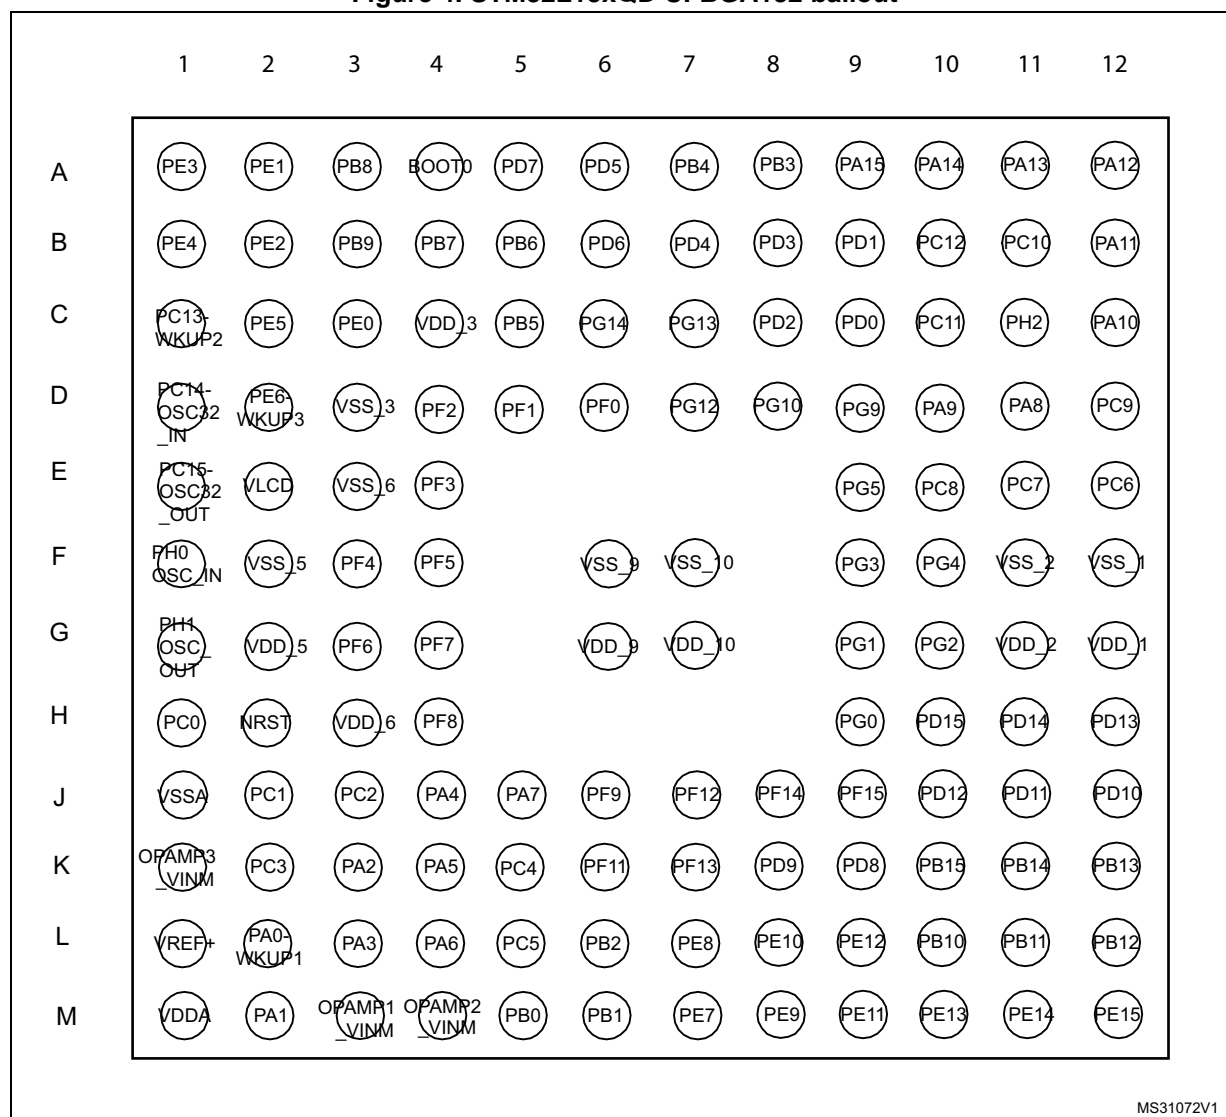 1 2 3 4 5 6 7 8 9 10 11 12
A PE3 PE1 PB8 BOOT0 PD7 PD5 PB4 PB3 PA15 PA14 PA13 PA12
B PE4 PE2 PB9 PB7 PB6 PD6 PD4 PD3 PD1 PC12 PC10 PA11
C PC13-WKUP2 PE5 PE0 VDD_3 PB5 PG14 PG13 PD2 PD0 PC11 PH2 PA10
D PC14-OSC32_IN PE6-WKUP3 VSS_3 PF2 PF1 PF0 PG12 PG10 PG9 PA9 PA8 PC9
E PC15-OSC32_OUT VLCD VSS_6 PF3 PG5 PC8 PC7 PC6
F PH0 OSC_IN VSS_5 PF4 PF5 VSS_9 VSS_10 PG3 PG4 VSS_2 VSS_1
G PH1 OSC_OUT VDD_5 PF6 PF7 VDD_9 VDD_10 PG1 PG2 VDD_2 VDD_1
H PC0 NRST VDD_6 PF8 PG0 PD15 PD14 PD13
J VSSA PC1 PC2 PA4 PA7 PF9 PF12 PF14 PF15 PD12 PD11 PD10
K OPAMP3_VINM PC3 PA2 PA5 PC4 PF11 PF13 PD9 PD8 PB15 PB14 PB13
L VREF+ PA0-WKUP1 PA3 PA6 PC5 PB2 PE8 PE10 PE12 PB10 PB11 PB12
M VDDA PA1 OPAMP1_VINM OPAMP2_VINM PB0 PB1 PE7 PE9 PE11 PE13 PE14 PE15
MS31072V1